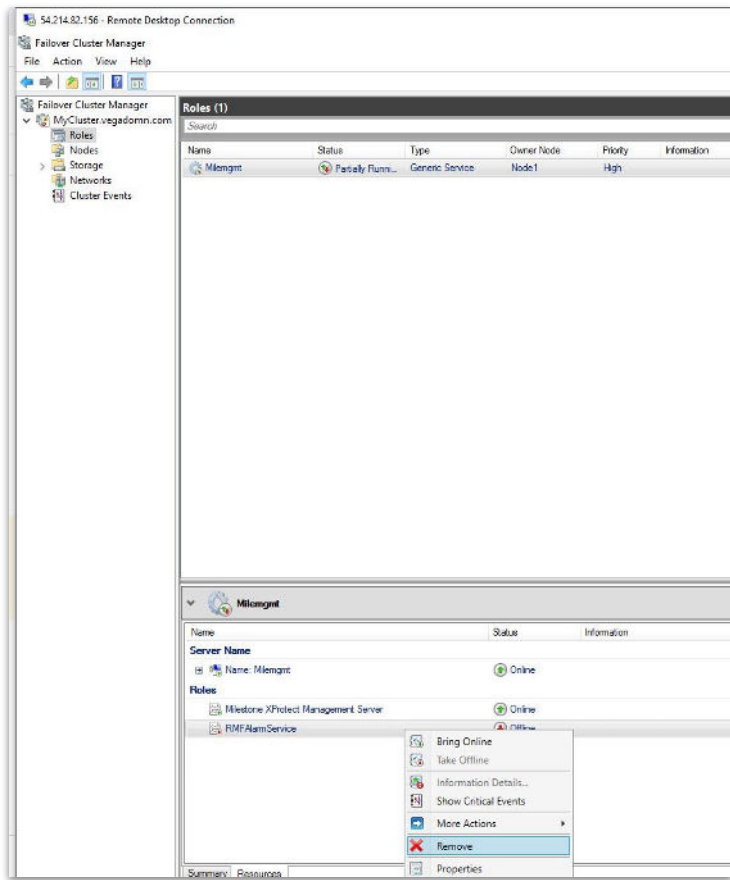 54.214.82.156 - Remote Desktop Connection
Failover Cluster Manager
File Action View Help
Failover Cluster Manager
MyCluster.vegadomn.com
Roles
Nodes
Storage
Networks
Cluster Events
Roles (1)
Search
Name Status Type Owner Node Priority Information
Milemgmt Partially Runni... Generic Service Node1 High
Milemgmt
Name Status Information
Server Name
Name: Milemgmt Online
Roles
Milestone XProtect Management Server Online
RMFAlarmService Offline
Bring Online
Take Offline
Information Details...
Show Critical Events
More Actions
Remove
Properties
Summary Resources